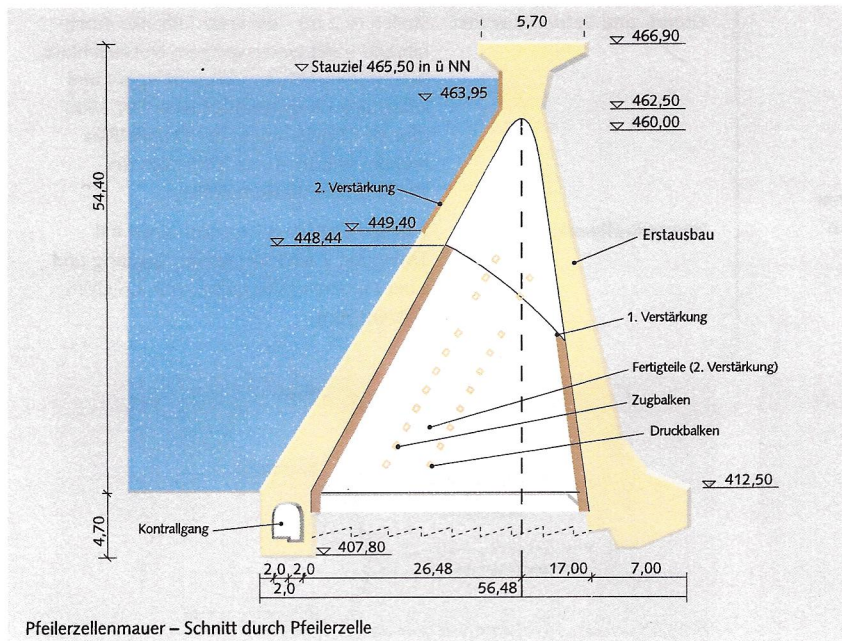 5,70
466,90
Stauziel 465,50 in ü NN
463,95
462,50
460,00
54,40
2. Verstärkung
449,40
448,44
Erstausbau
1. Verstärkung
Fertigteile (2. Verstärkung)
Zugbalken
Druckbalken
412,50
4,70
Kontrallgang
407,80
2,0 2,0 26,48 17,00 7,00
2,0 56,48
Pfeilerzellenmauer – Schnitt durch Pfeilerzelle